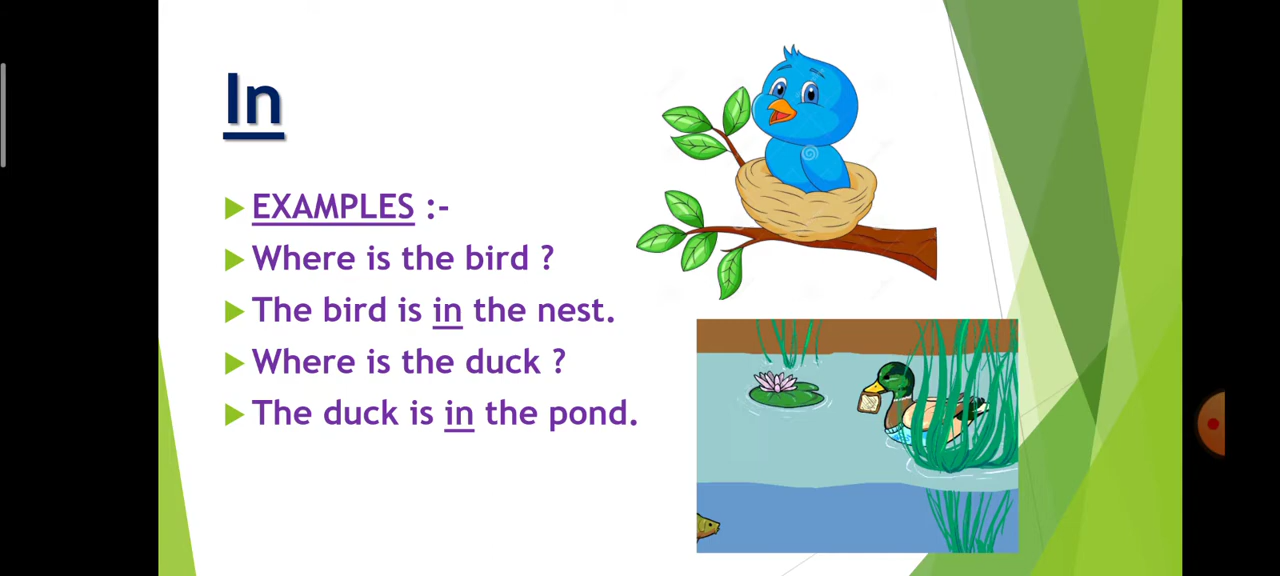 In
EXAMPLES :-
Where is the bird ?
The bird is in the nest.
Where is the duck ?
The duck is in the pond.